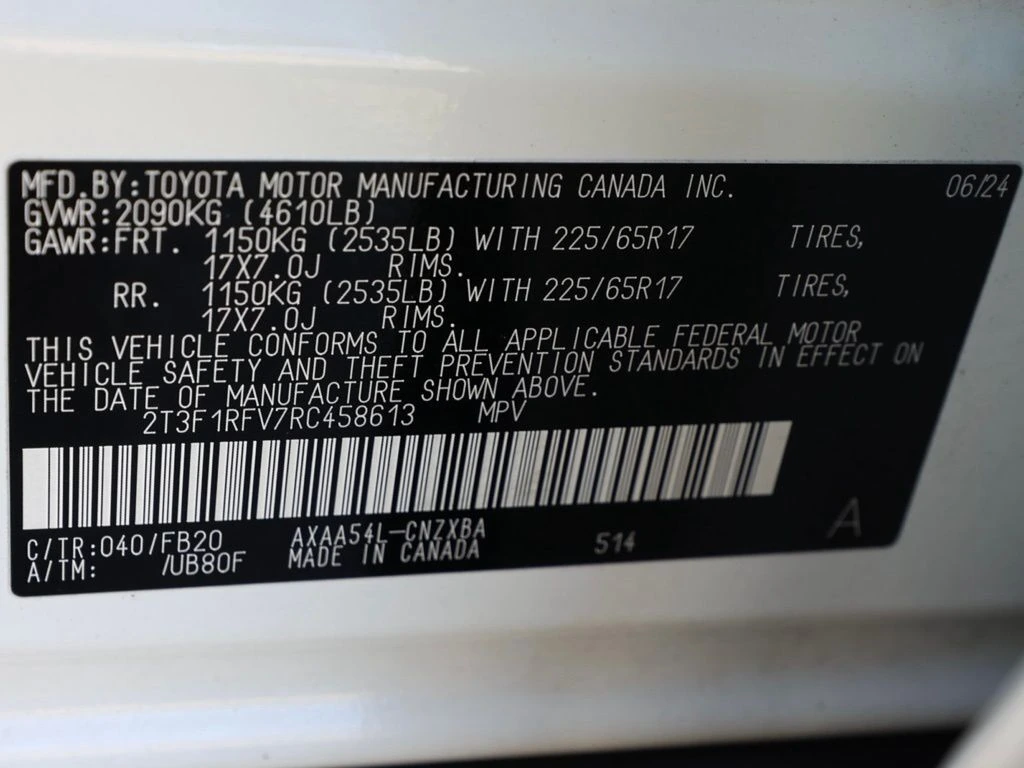 MFD.BY:TOYOTA MOTOR MANUFACTURING CANADA INC. 06/24
GVWR:2090KG (4610LB)
GAWR:FRT. 1150KG (2535LB) WITH 225/65R17 TIRES,
17X7.0J RIMS.
RR. 1150KG (2535LB) WITH 225/65R17 TIRES,
17X7.0J RIMS.
THIS VEHICLE CONFORMS TO ALL APPLICABLE FEDERAL MOTOR
VEHICLE SAFETY AND THEFT PREVENTION STANDARDS IN EFFECT ON
THE DATE OF MANUFACTURE SHOWN ABOVE.
2T3F1RFV7RC458613 MPV
C/TR:040/FB20 AXAA54L-CNZXBA 514 A
A/TM: /UB80F MADE IN CANADA